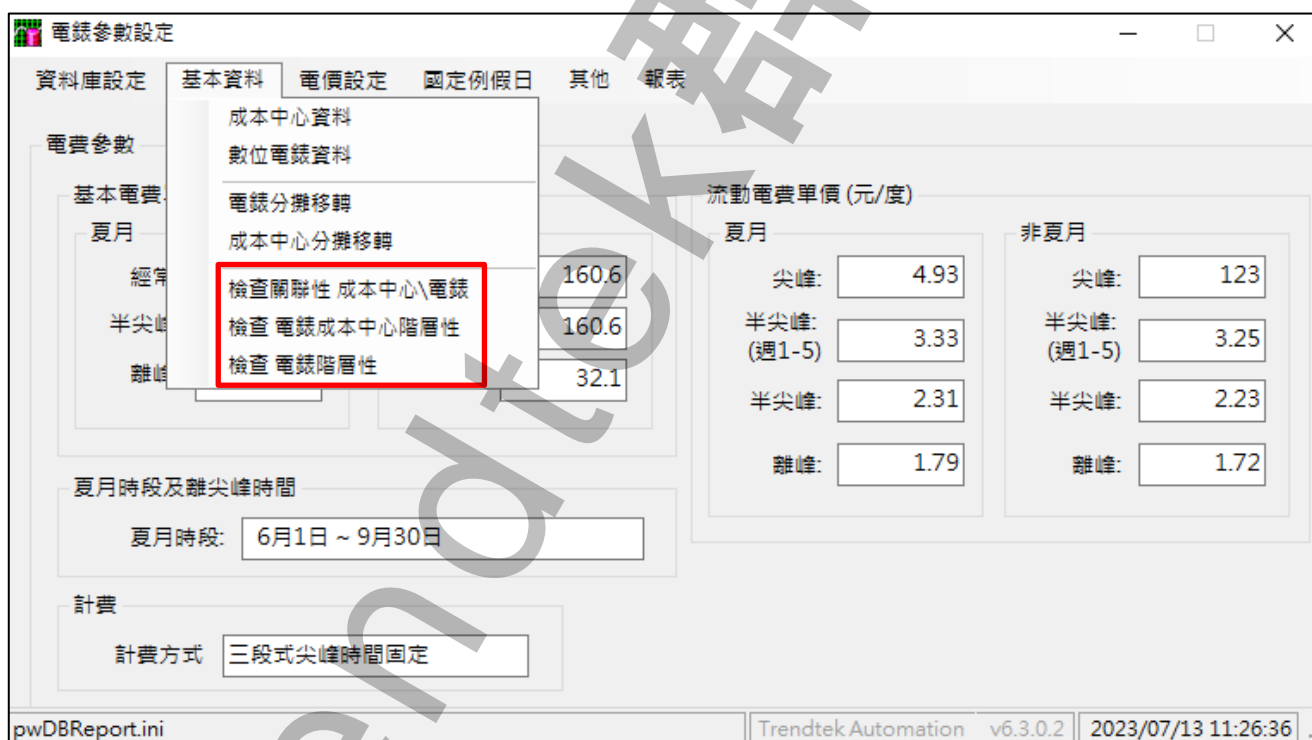 電錶參數設定
資料庫設定 基本資料 電價設定 國定例假日 其他 報表
成本中心資料
數位電錶資料
電錶分攤移轉
成本中心分攤移轉
檢查關聯性 成本中心\電錶
檢查 電錶成本中心階層性
檢查 電錶階層性
電費參數
基本電費
夏月
經常
半尖峰
離峰
160.6
160.6
32.1
流動電費單價 (元/度)
夏月
尖峰: 4.93
半尖峰:
(週1-5) 3.33
半尖峰: 2.31
離峰: 1.79
非夏月
尖峰: 123
半尖峰:
(週1-5) 3.25
半尖峰: 2.23
離峰: 1.72
夏月時段及離尖峰時間
夏月時段: 6月1日 ~ 9月30日
計費
計費方式 三段式尖峰時間固定
pwDBReport.ini Trendtek Automation v6.3.0.2 2023/07/13 11:26:36